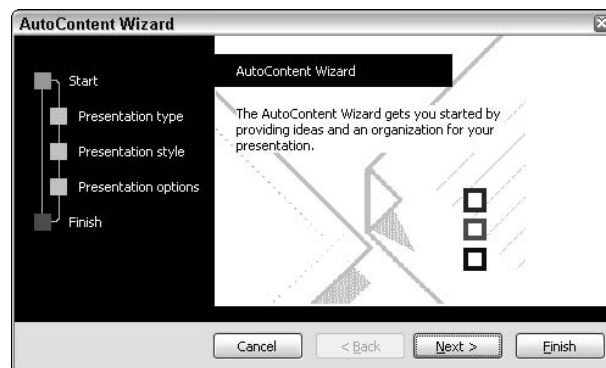 AutoContent Wizard
Start
Presentation type
Presentation style
Presentation options
Finish
AutoContent Wizard
The AutoContent Wizard gets you started by
providing ideas and an organization for your
presentation.
Cancel
< Back
Next >
Finish